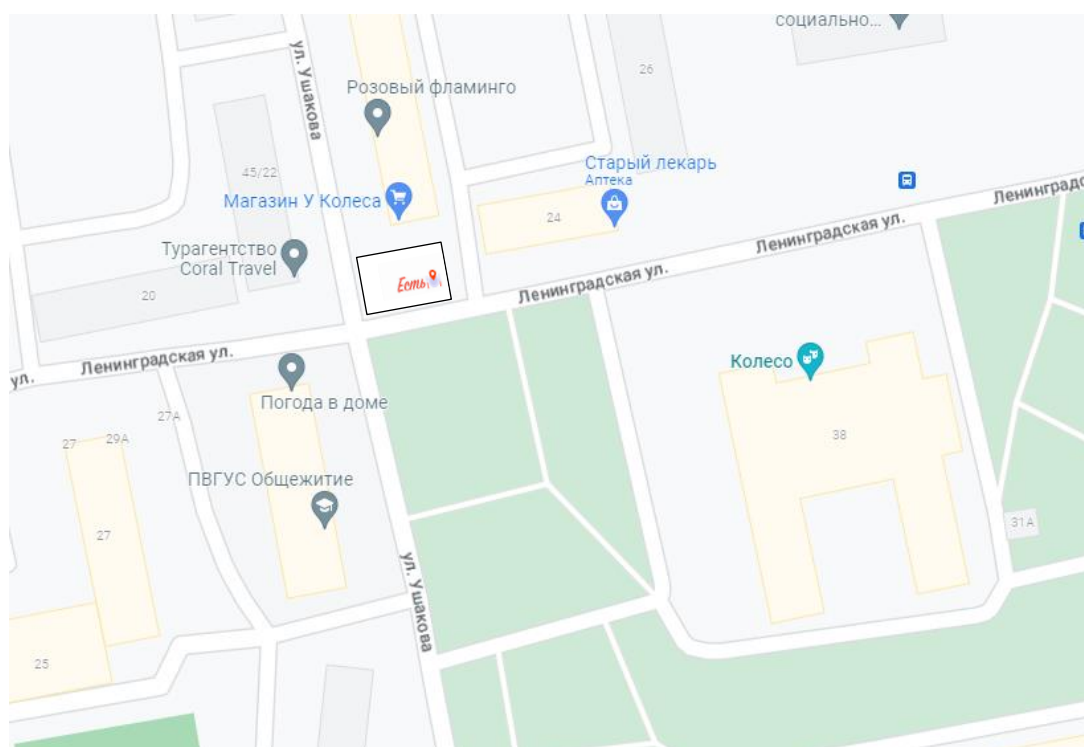 социально...
ул. Ушакова
26
Розовый фламинго
Старый лекарь
Аптека
45/22
Магазин У Колеса
24
Ленинградс
Турагентство
Coral Travel
Ленинградская ул.
Есть
Ленинградская ул.
20
Ленинградская ул.
ул.
Колесо
Погода в доме
27А
27
29А
38
ПВГУС Общежитие
31А
27
ул. Ушакова
25